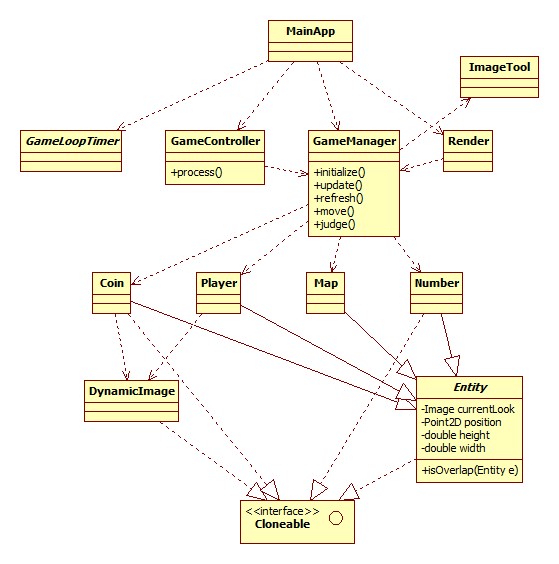 MainApp
ImageTool
GameLoopTimer
GameController
+process()
GameManager
+initialize()
+update()
+refresh()
+move()
+judge()
Render
Coin
Player
Map
Number
DynamicImage
Entity
-Image currentLook
-Point2D position
-double height
-double width
+isOverlap(Entity e)
<<interface>>
Cloneable